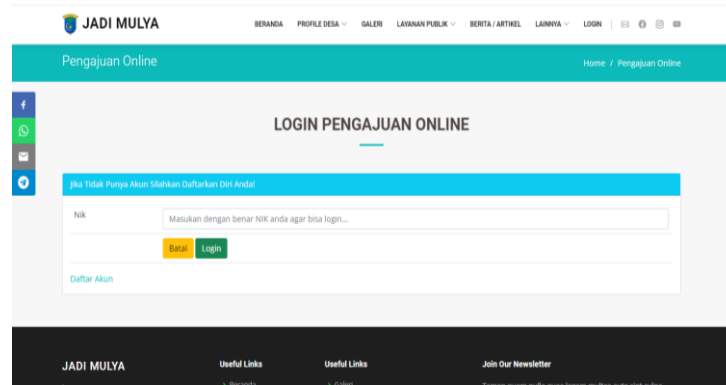 JADI MULYA
BERANDA PROFILE DESA GALERI LAYANAN PUBLIK BERITA / ARTIKEL LAINNYA LOGIN
Pengajuan Online
Home / Pengajuan Online
LOGIN PENGAJUAN ONLINE
Jika Tidak Punya Akun Silahkan Daftarkan Diri Anda!
Nik
Masukan dengan benar NIK anda agar bisa login...
Batal Login
Daftar Akun
JADI MULYA Useful Links Useful Links Join Our Newsletter
> Beranda > Galeri